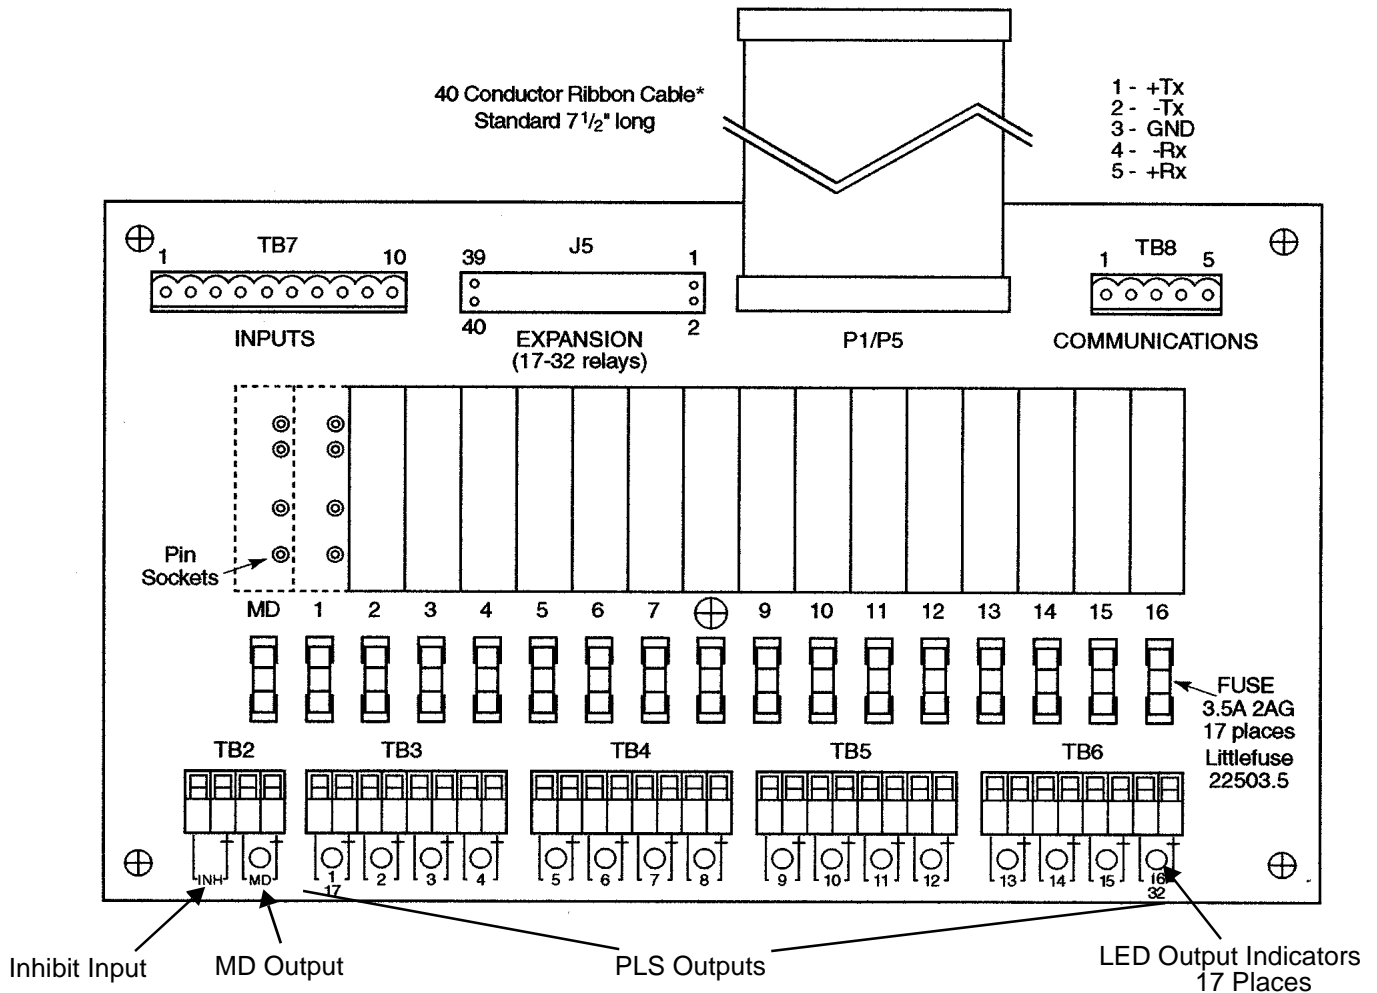 40 Conductor Ribbon Cable*
Standard 7 1/2" long
1 - +Tx
2 - -Tx
3 - GND
4 - -Rx
5 - +Rx
TB7
1 10
INPUTS
J5
39 1
40 2
EXPANSION
(17-32 relays)
P1/P5
TB8
1 5
COMMUNICATIONS
Pin
Sockets
MD 1 2 3 4 5 6 7 9 10 11 12 13 14 15 16
FUSE
3.5A 2AG
17 places
Littlefuse
22503.5
TB2 TB3 TB4 TB5 TB6
INH MD 1 2 3 4 5 6 7 8 9 10 11 12 13 14 15 16
17 32
Inhibit Input
MD Output
PLS Outputs
LED Output Indicators
17 Places